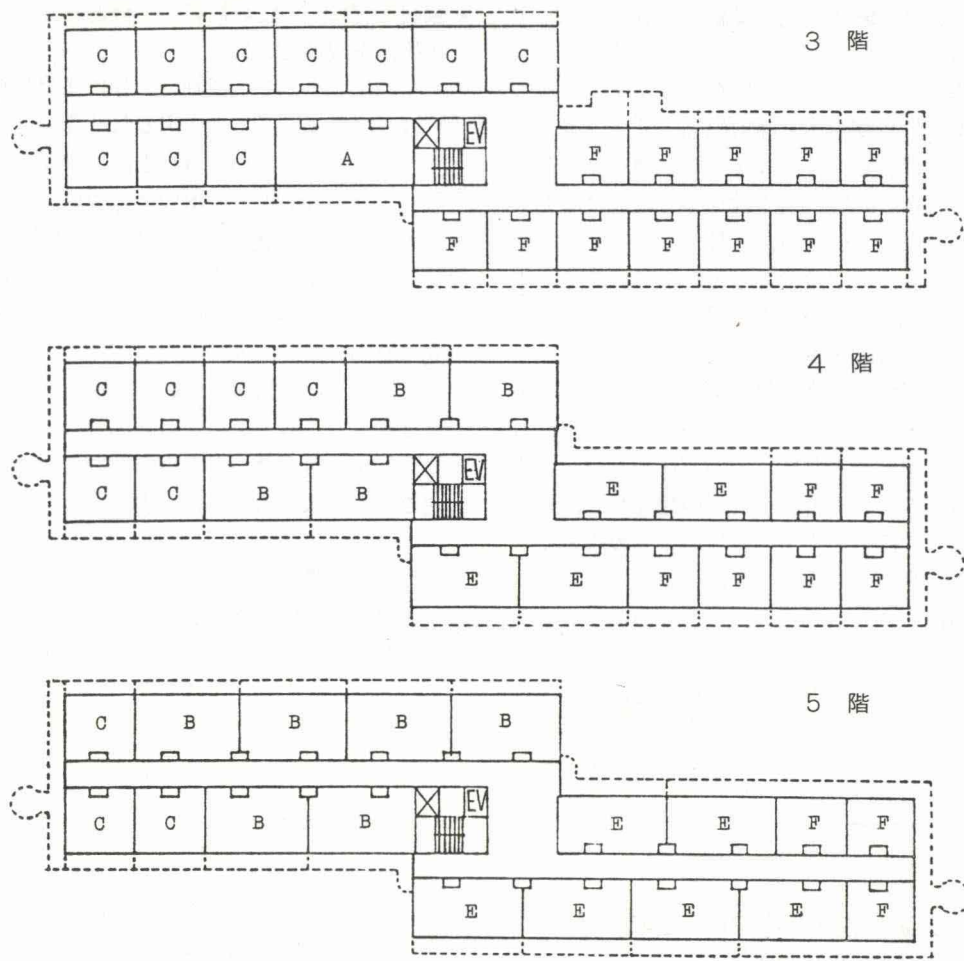 3 階
C C C C C C C
C C C A EV
F F F F F
F F F F F F F
4 階
C C C C B B
C C B B EV
E E F F
E E F F F F
5 階
C B B B B
C C B B EV
E E F F
E E E E F